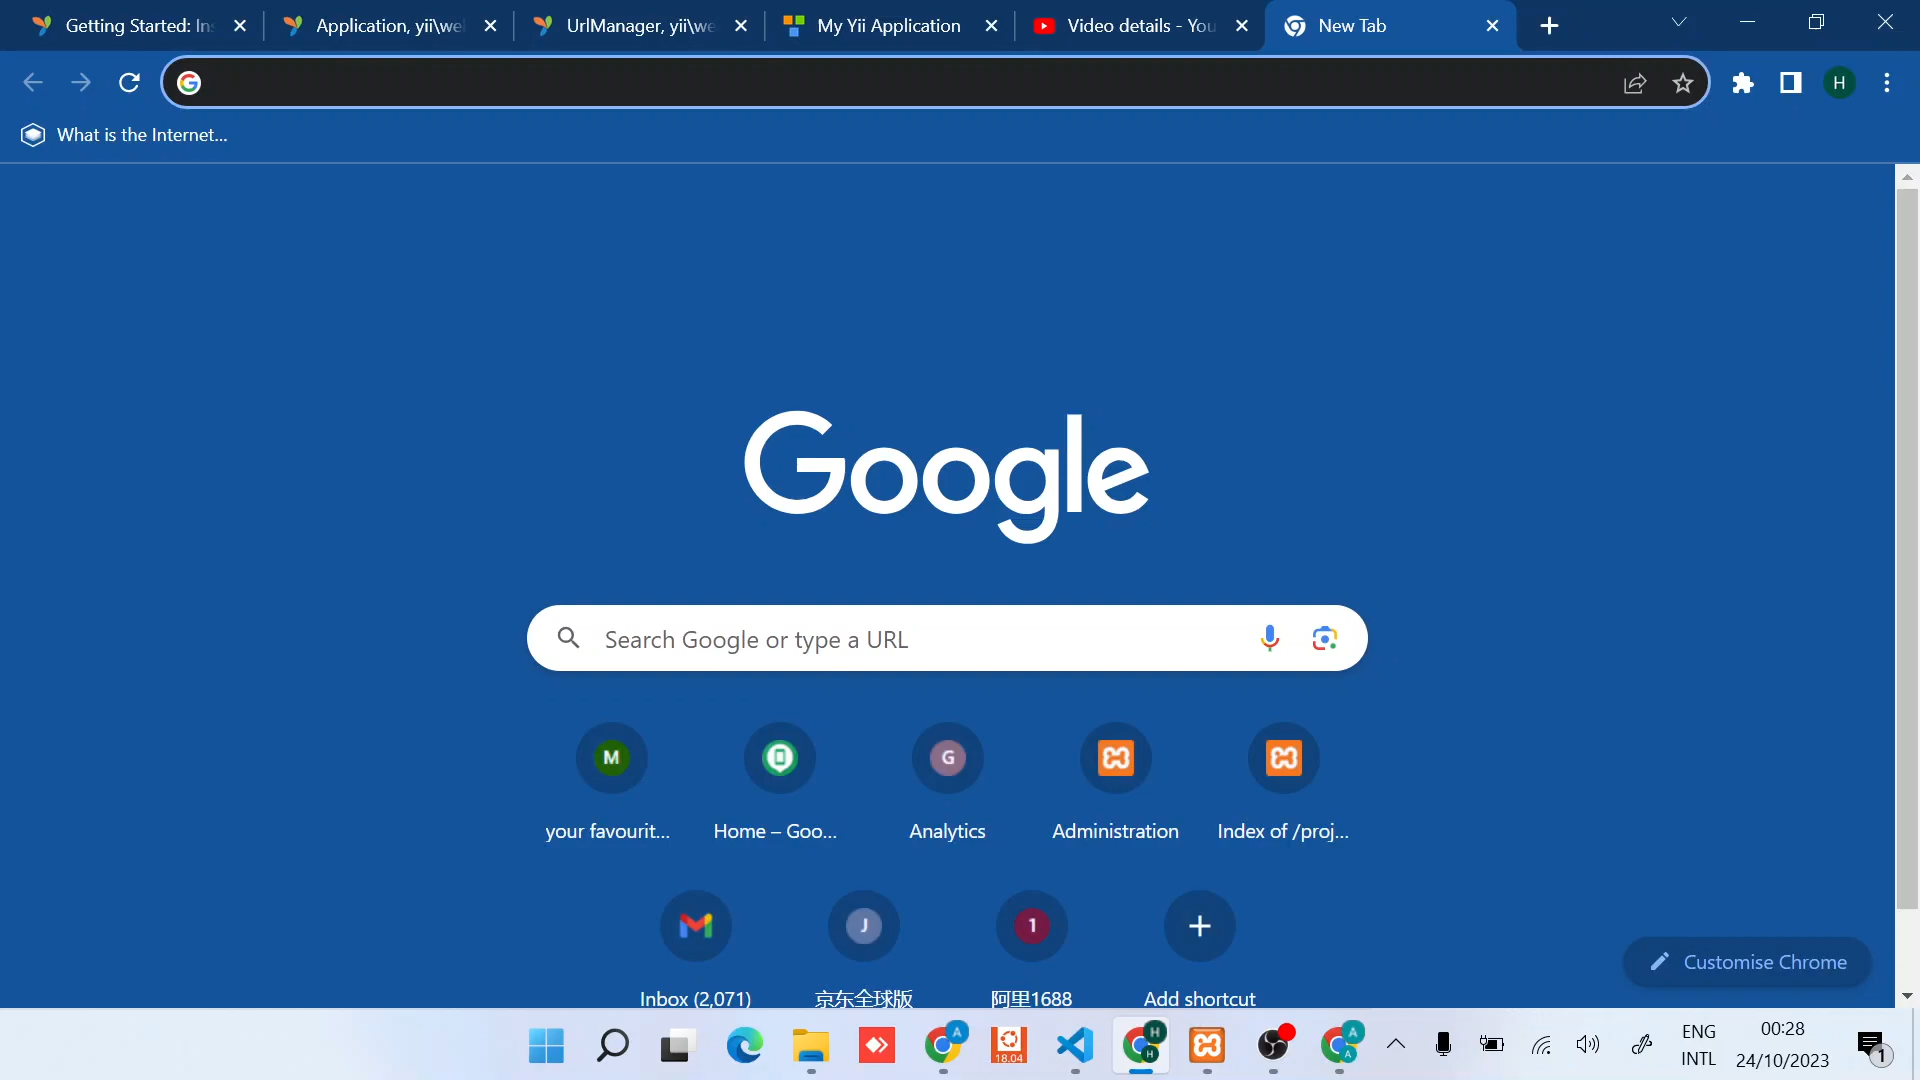 Getting Started: In
Application, yii\we
UrlManager, yii\we
My Yii Application
Video details - You
New Tab
H
What is the Internet...
Google
Search Google or type a URL
M
G
your favourit...
Home – Goo...
Analytics
Administration
Index of /proj...
J
1
Inbox (2,071)
京东全球版
阿里1688
Add shortcut
Customise Chrome
A
18.04
H
H
A
A
ENG
INTL
00:28
24/10/2023
1